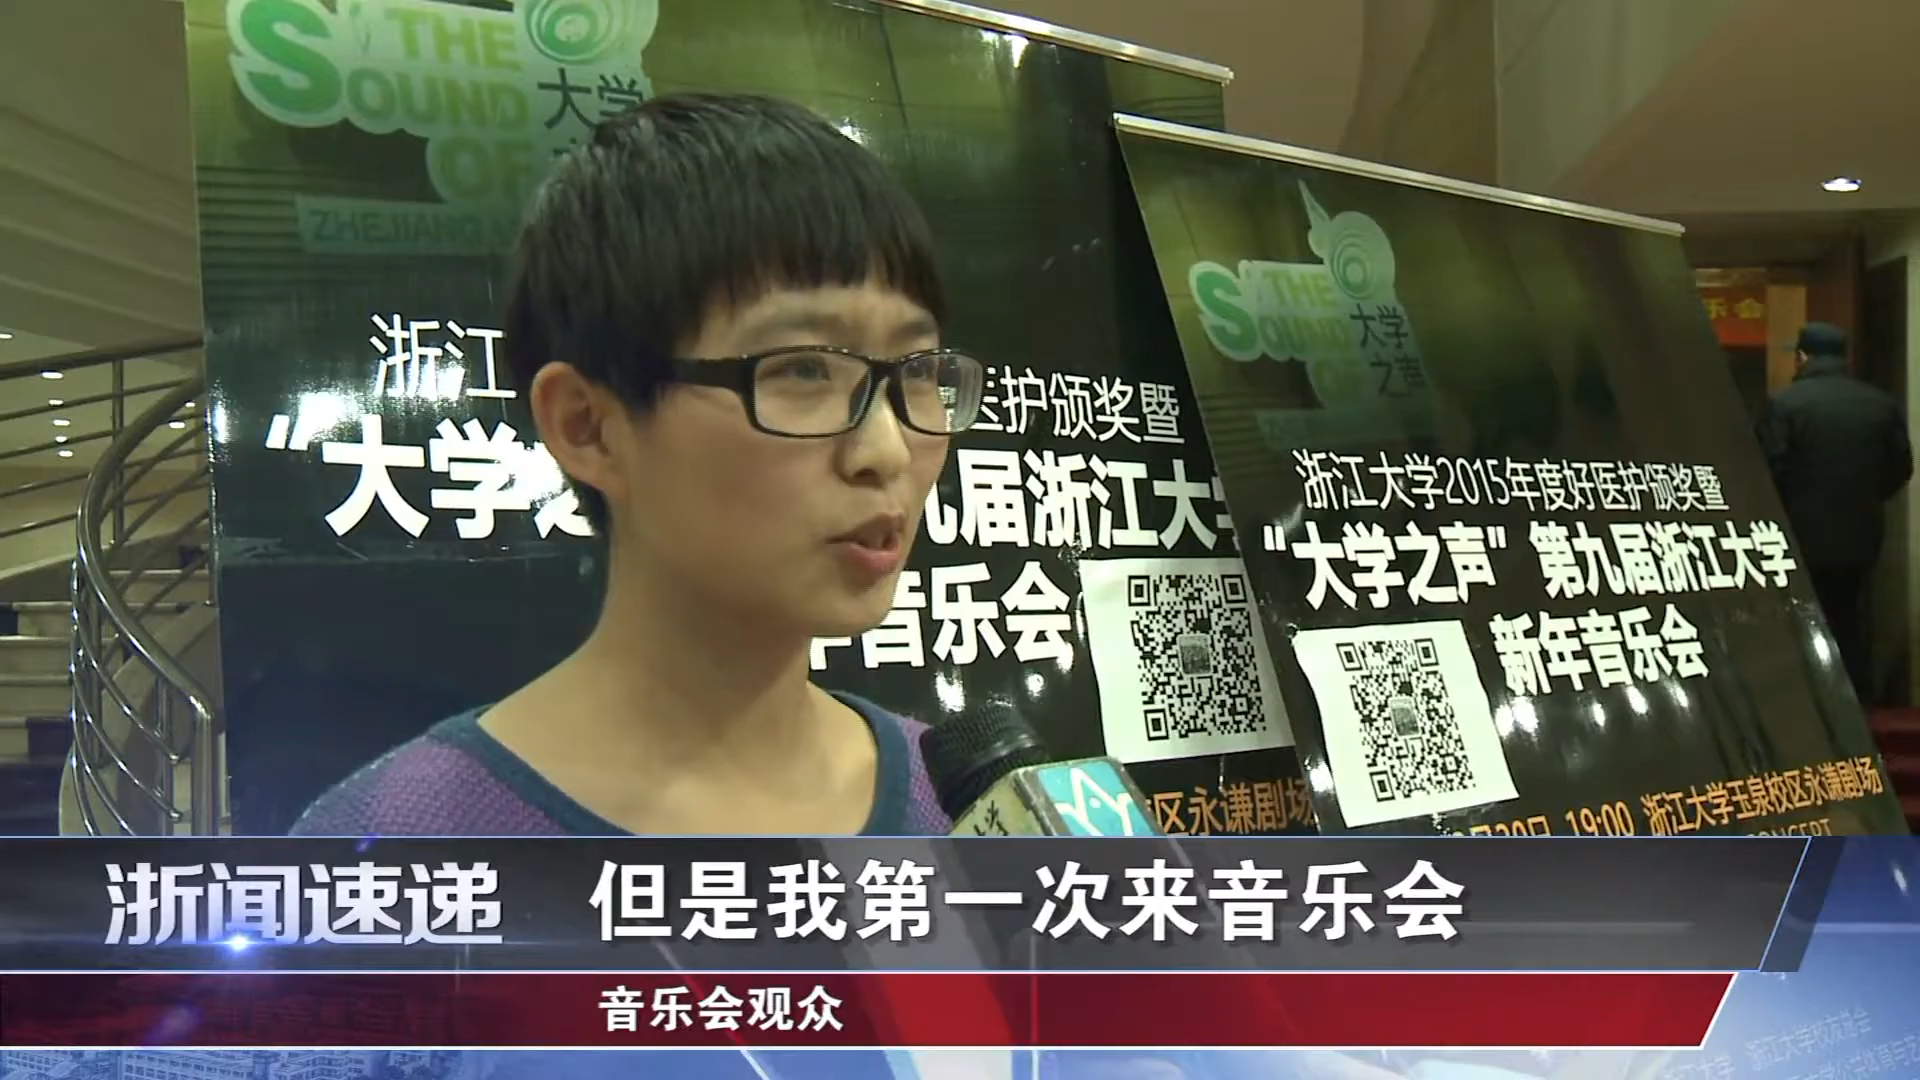 THE
SOUND
OF
大学
ZHEJIANG
浙江
医护颁奖暨
“大学之
九届浙江大学
年音乐会
区永谦剧场
THE
SOUND
OF
大学
之声
浙江大学2015年度好医护颁奖暨
“大学之声”第九届浙江大学
新年音乐会
19:00 浙江大学玉泉校区永谦剧场
乐会
浙闻速递
但是我第一次来音乐会
音乐会观众